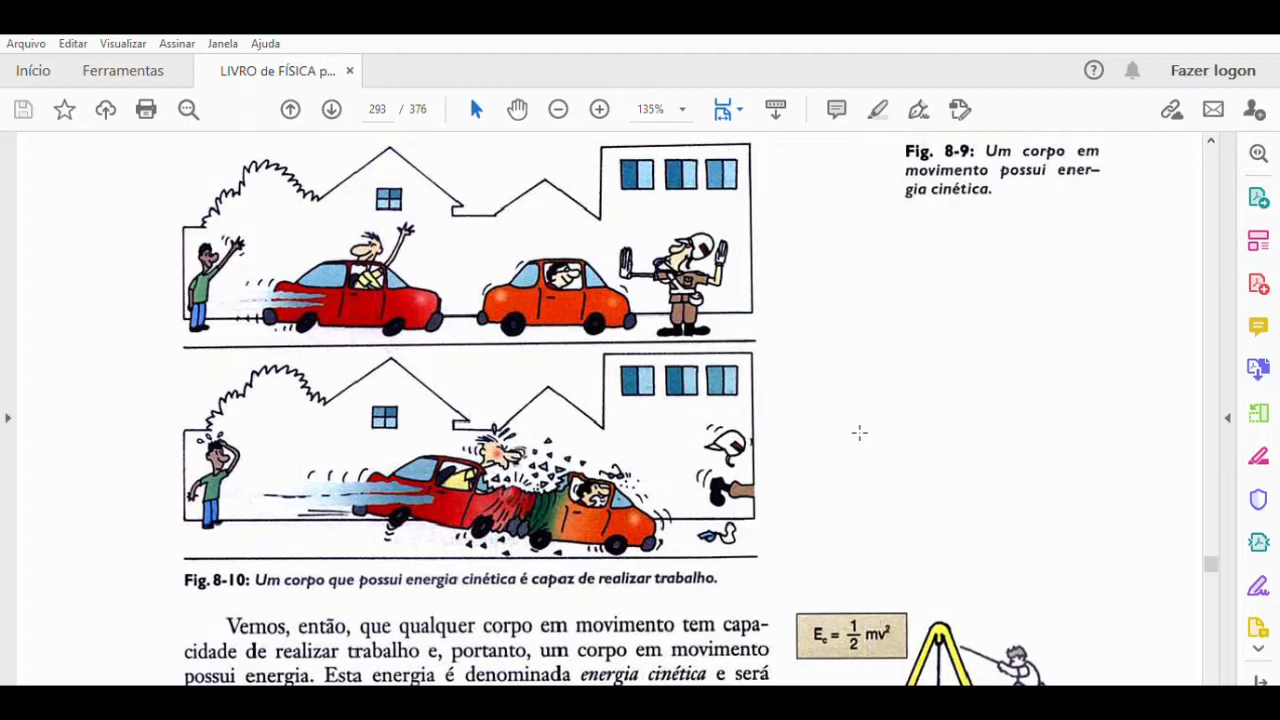 Arquivo Editar Visualizar Assinar Janela Ajuda
Início Ferramentas LIVRO de FÍSICA p... × Fazer logon
293 / 376 135%
Fig. 8-9: Um corpo em
movimento possui ener-
gia cinética.
Fig. 8-10: Um corpo que possui energia cinética é capaz de realizar trabalho.
Vemos, então, que qualquer corpo em movimento tem capa-
cidade de realizar trabalho e, portanto, um corpo em movimento
possui energia. Esta energia é denominada energia cinética e será
E_c = 1/2 mv²